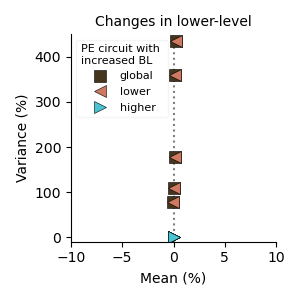 Changes in lower-level
Variance (%)
400
300
200
100
0
PE circuit with
increased BL
global
lower
higher
−10
−5
0
5
10
Mean (%)